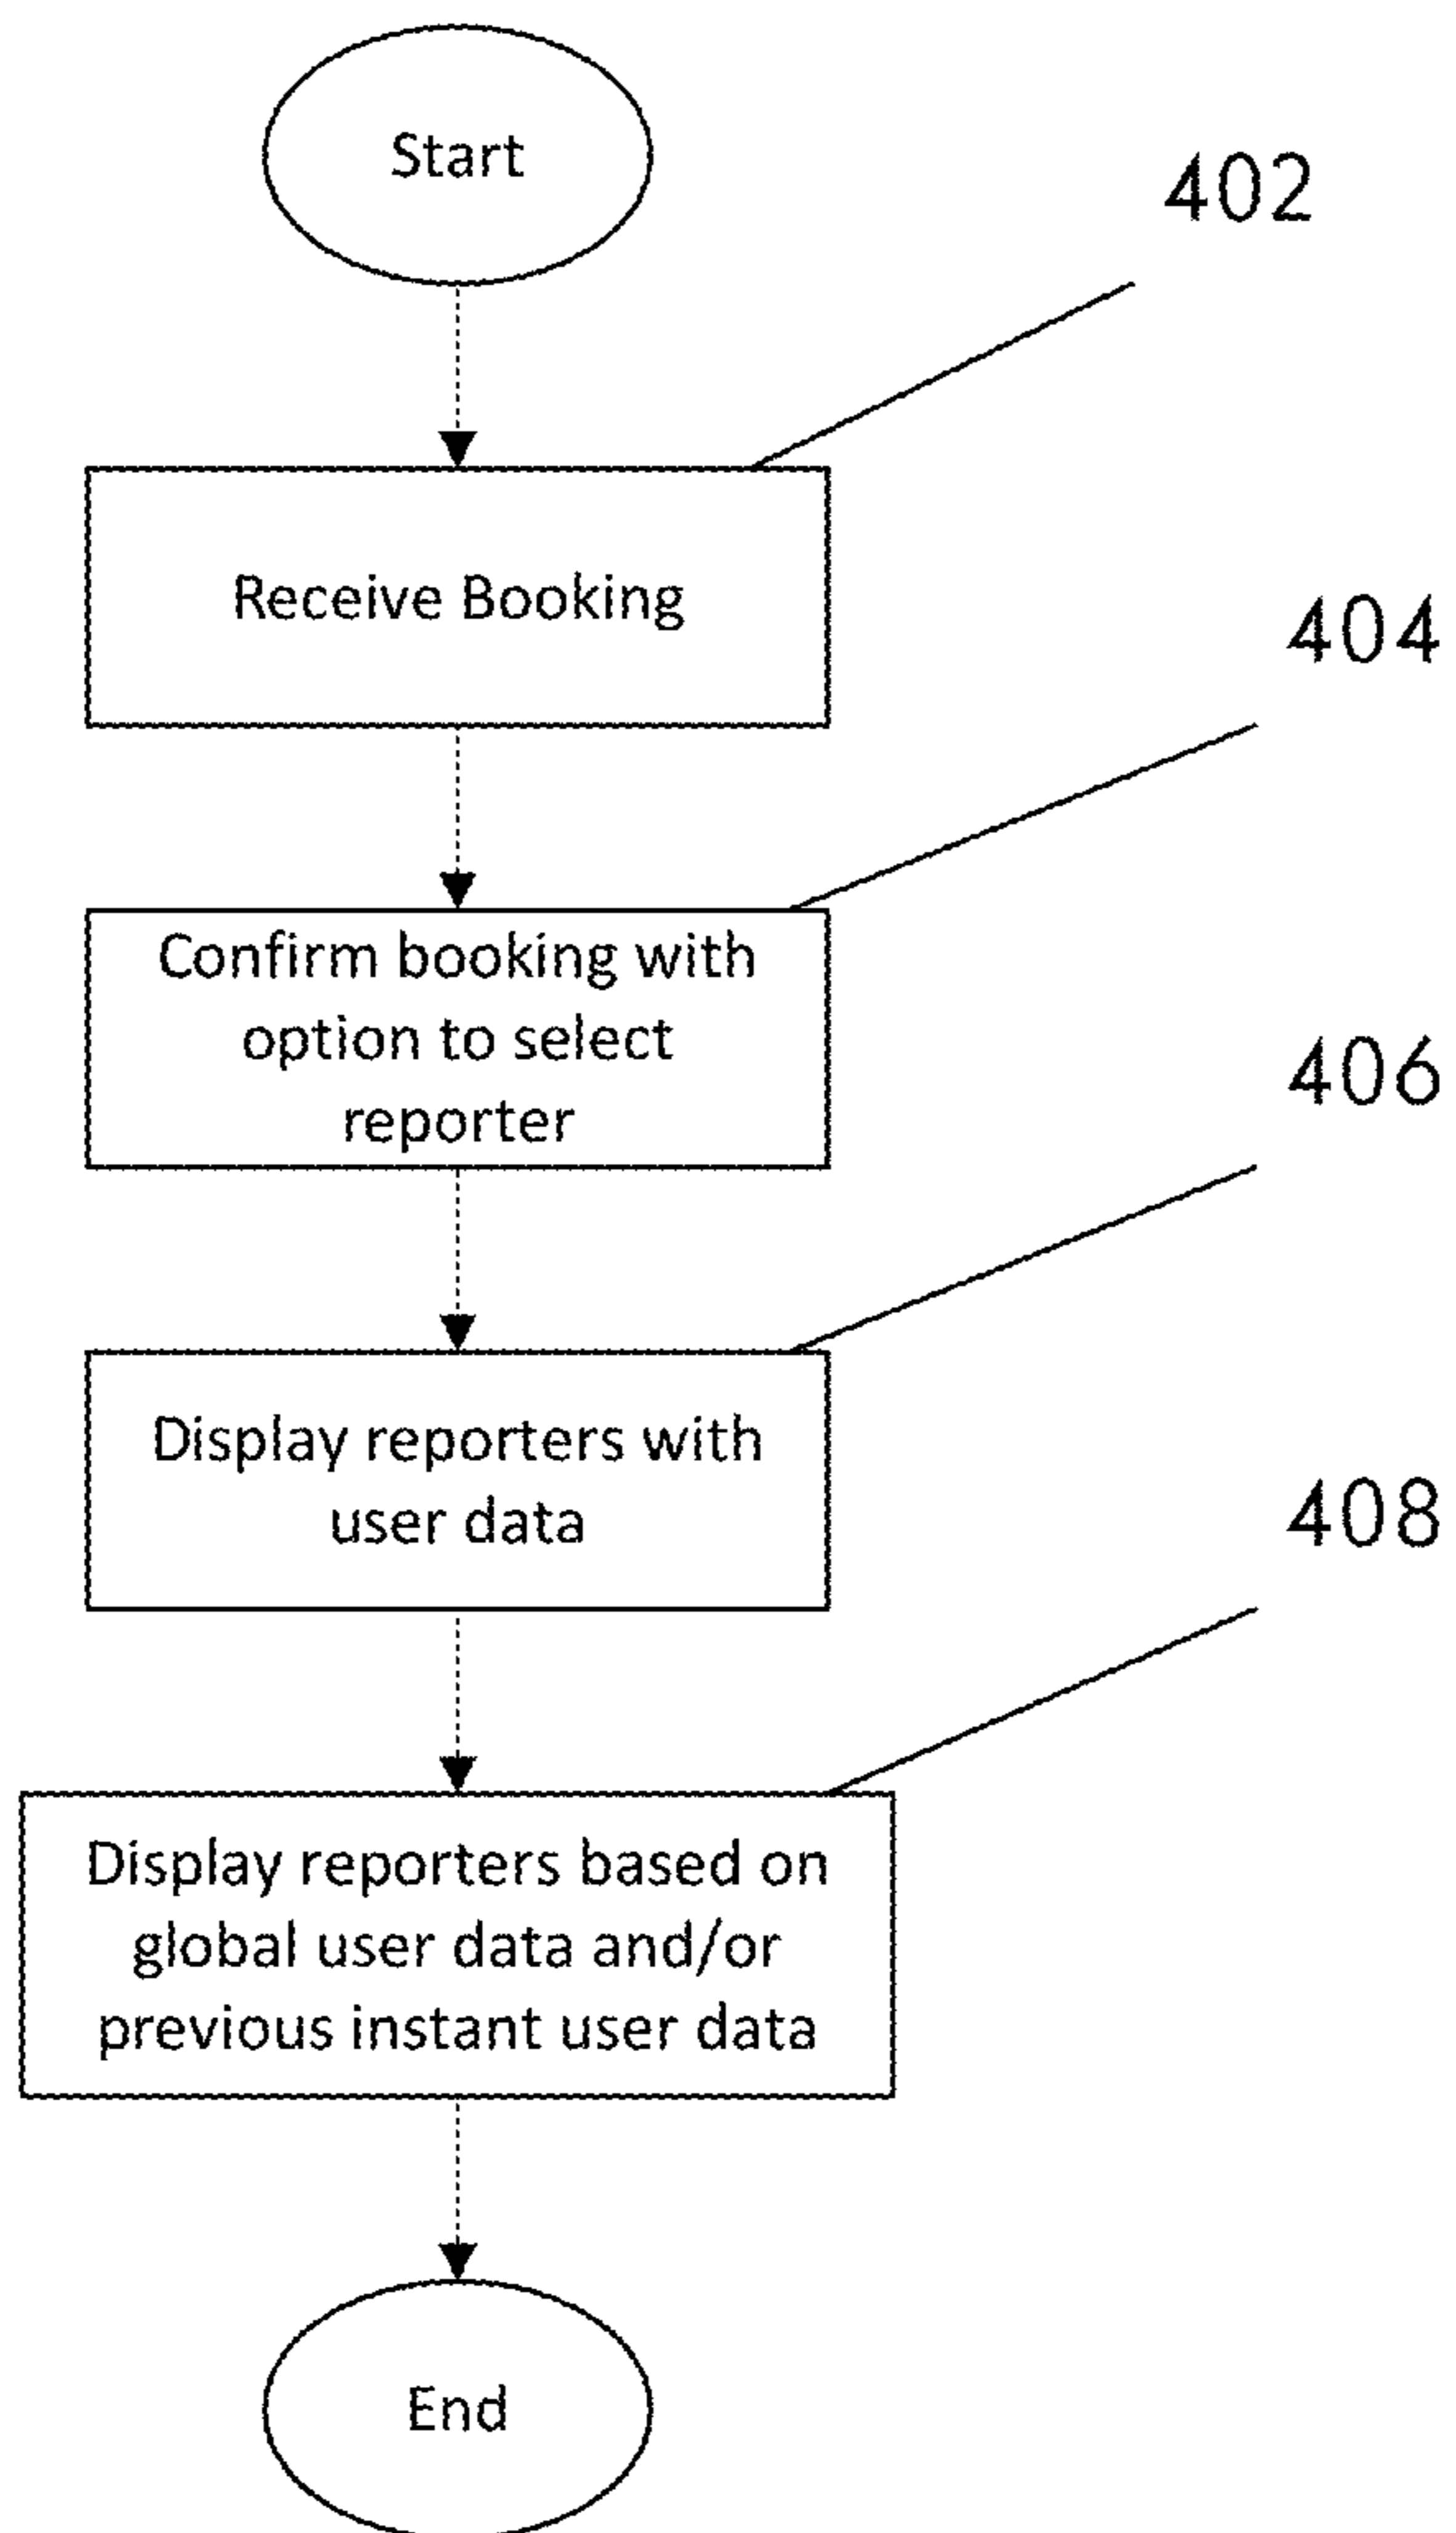 Start
402
Receive Booking
404
Confirm booking with
option to select
reporter
406
Display reporters with
user data
408
Display reporters based on
global user data and/or
previous instant user data
End